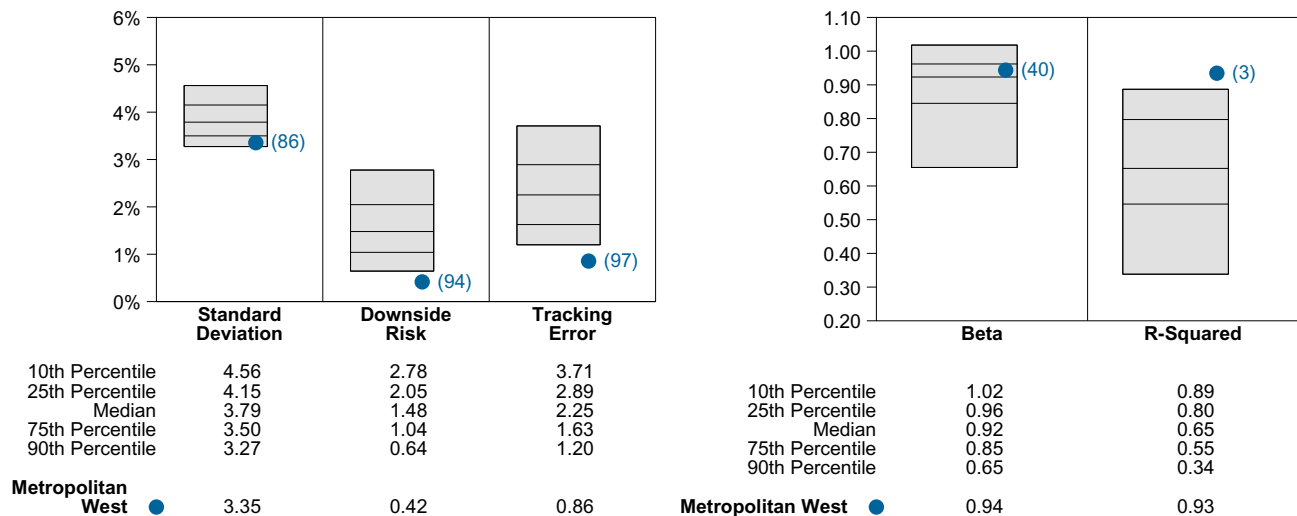 6%
5%
4%
3%
2%
1%
0%
(86)
(94)
(97)
Standard Deviation
Downside Risk
Tracking Error
10th Percentile 4.56 2.78 3.71
25th Percentile 4.15 2.05 2.89
Median 3.79 1.48 2.25
75th Percentile 3.50 1.04 1.63
90th Percentile 3.27 0.64 1.20
Metropolitan
West 3.35 0.42 0.86
1.10
1.00
0.90
0.80
0.70
0.60
0.50
0.40
0.30
0.20
(40)
(3)
Beta R-Squared
10th Percentile 1.02 0.89
25th Percentile 0.96 0.80
Median 0.92 0.65
75th Percentile 0.85 0.55
90th Percentile 0.65 0.34
Metropolitan West 0.94 0.93